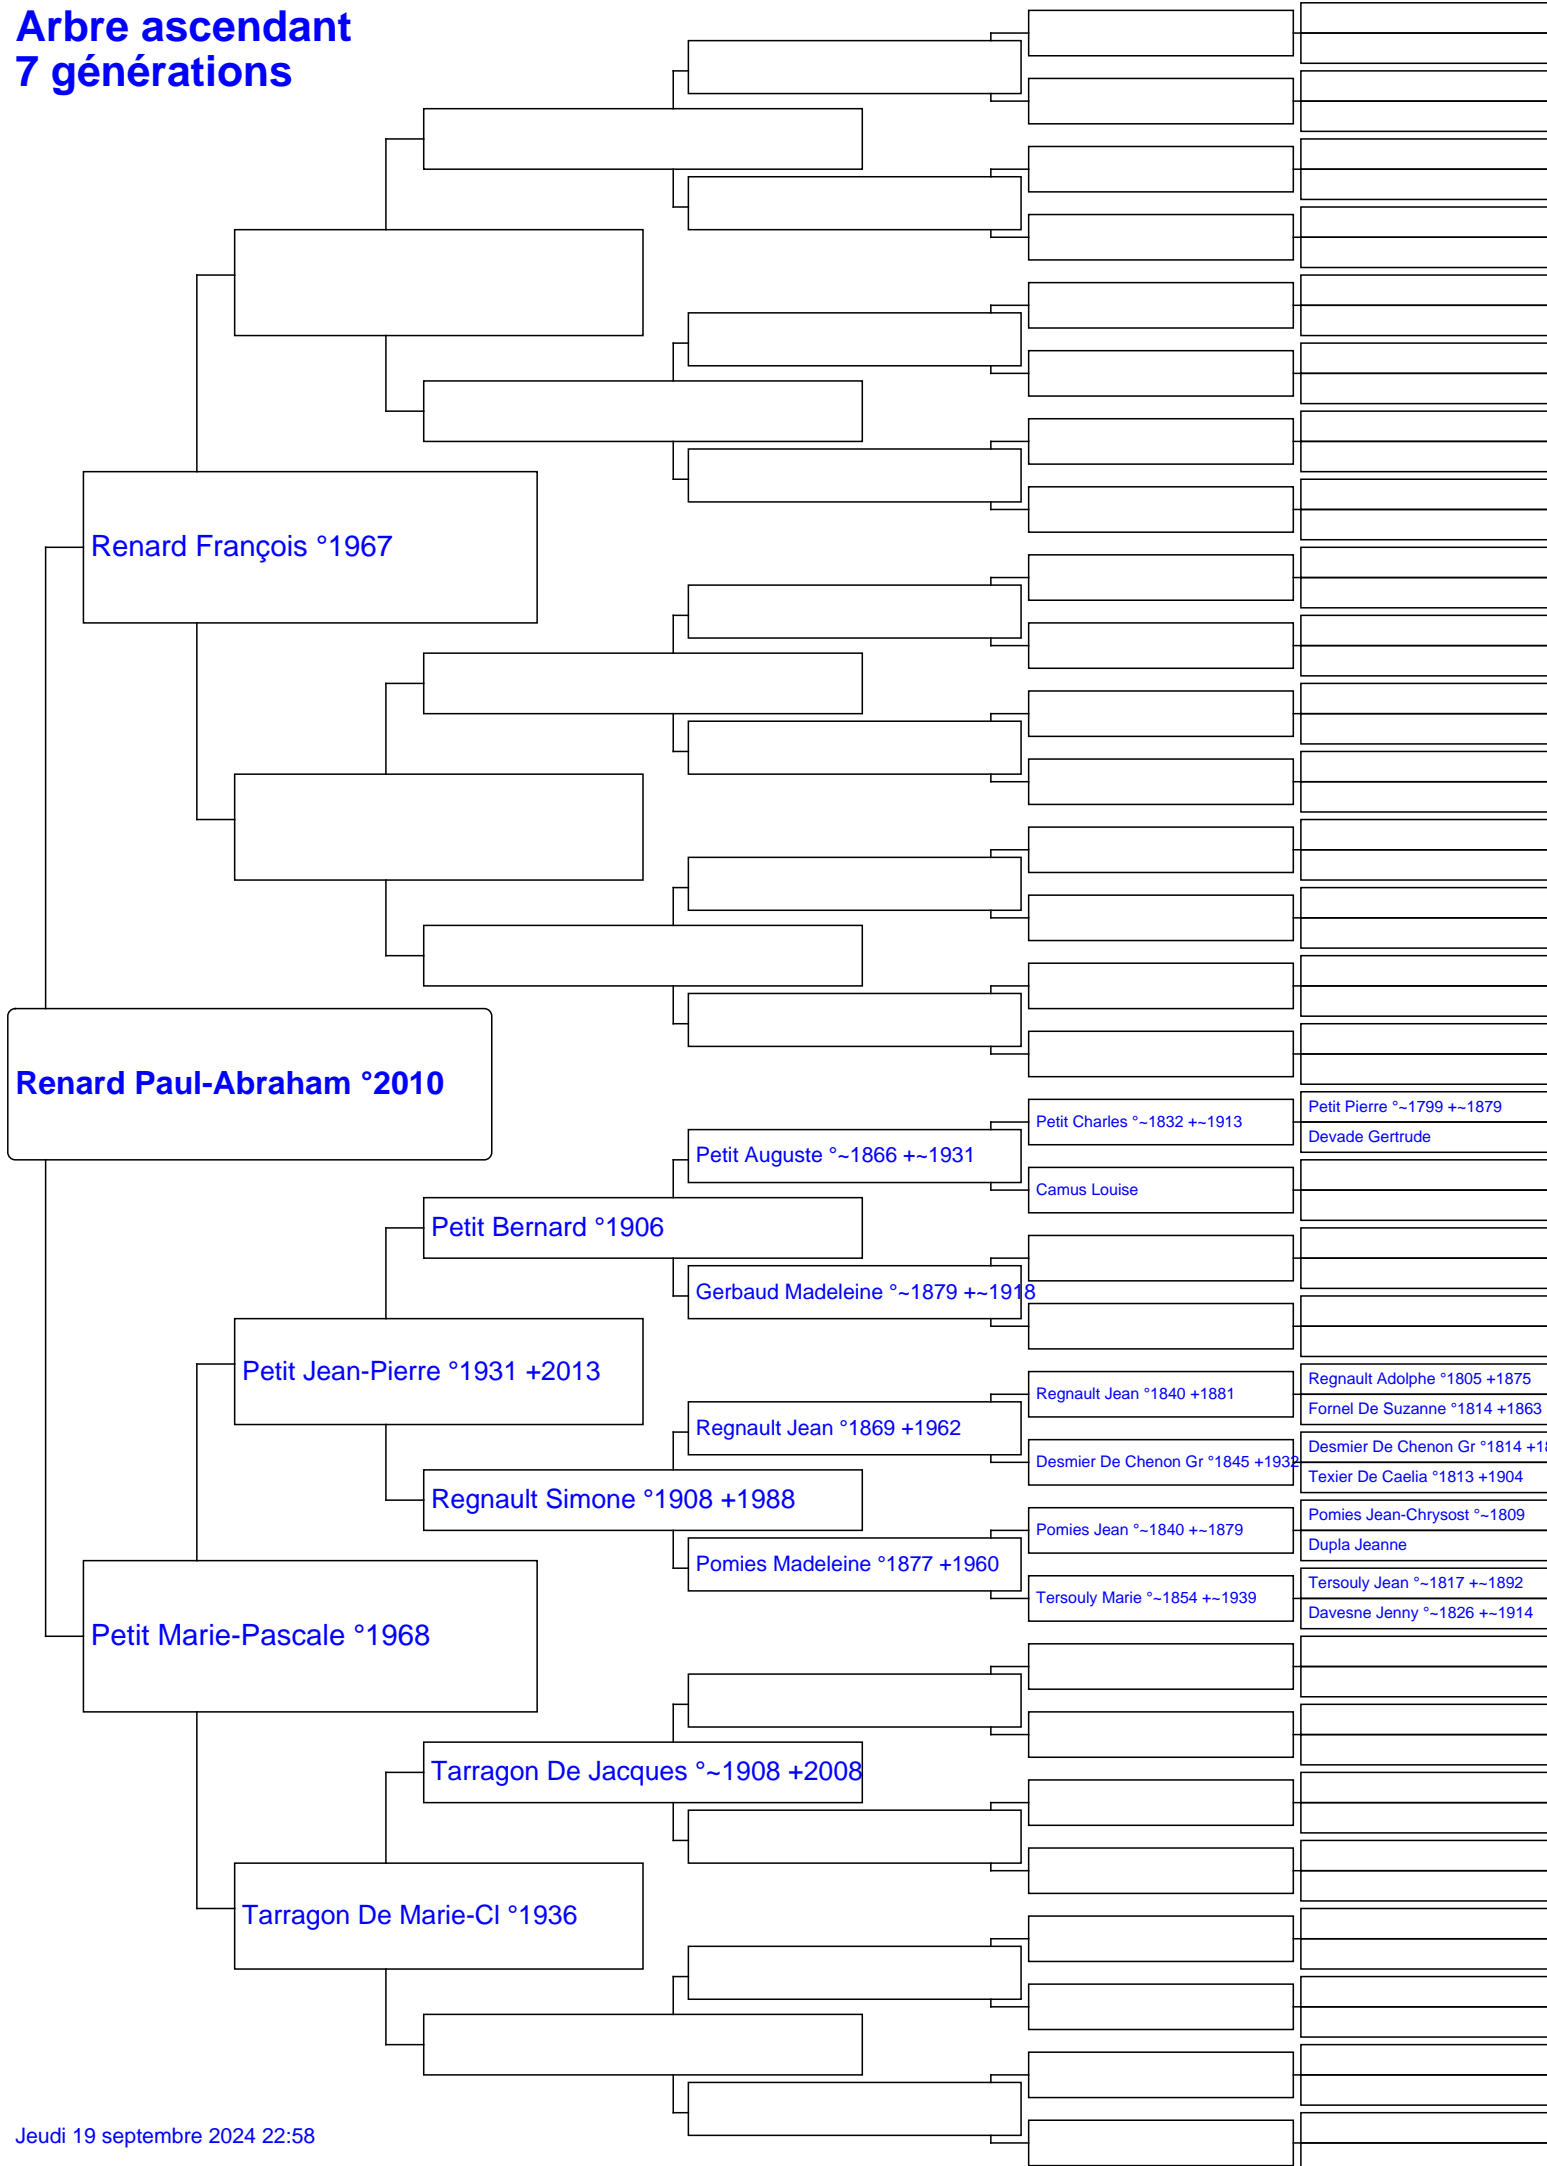 Arbre ascendant
7 générations
Renard François °1967
Renard Paul-Abraham °2010
Petit Pierre °~1799 +~1879
Petit Charles °~1832 +~1913
Devade Gertrude
Petit Auguste °~1866 +~1931
Camus Louise
Petit Bernard °1906
Gerbaud Madeleine °~1879 +~1918
Petit Jean-Pierre °1931 +2013
Regnault Adolphe °1805 +1875
Regnault Jean °1840 +1881
Fornel De Suzanne °1814 +1863
Regnault Jean °1869 +1962
Desmier De Chenon Gr °1814 +18
Desmier De Chenon Gr °1845 +1932
Texier De Caelia °1813 +1904
Regnault Simone °1908 +1988
Pomies Jean-Chrysost °~1809
Pomies Jean °~1840 +~1879
Dupla Jeanne
Pomies Madeleine °1877 +1960
Tersouly Jean °~1817 +~1892
Tersouly Marie °~1854 +~1939
Davesne Jenny °~1826 +~1914
Petit Marie-Pascale °1968
Tarragon De Jacques °~1908 +2008
Tarragon De Marie-Cl °1936
Jeudi 19 septembre 2024 22:58